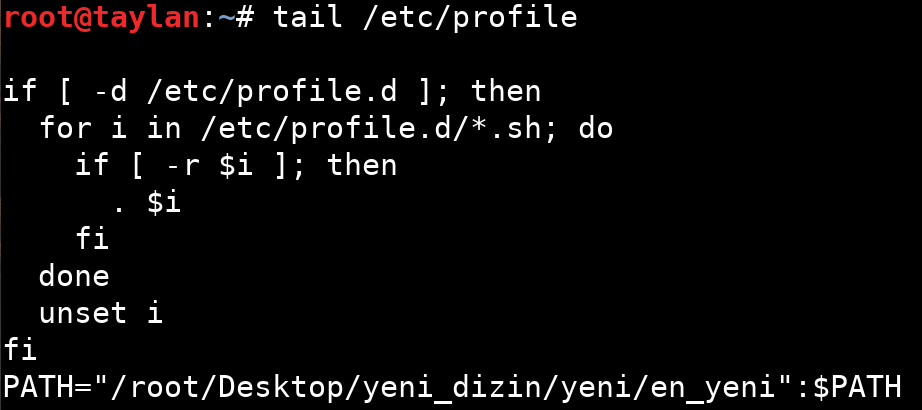 root@taylan:~# tail /etc/profile

if [ -d /etc/profile.d ]; then
  for i in /etc/profile.d/*.sh; do
    if [ -r $i ]; then
      . $i
    fi
  done
  unset i
fi
PATH="/root/Desktop/yeni_dizin/yeni/en_yeni":$PATH